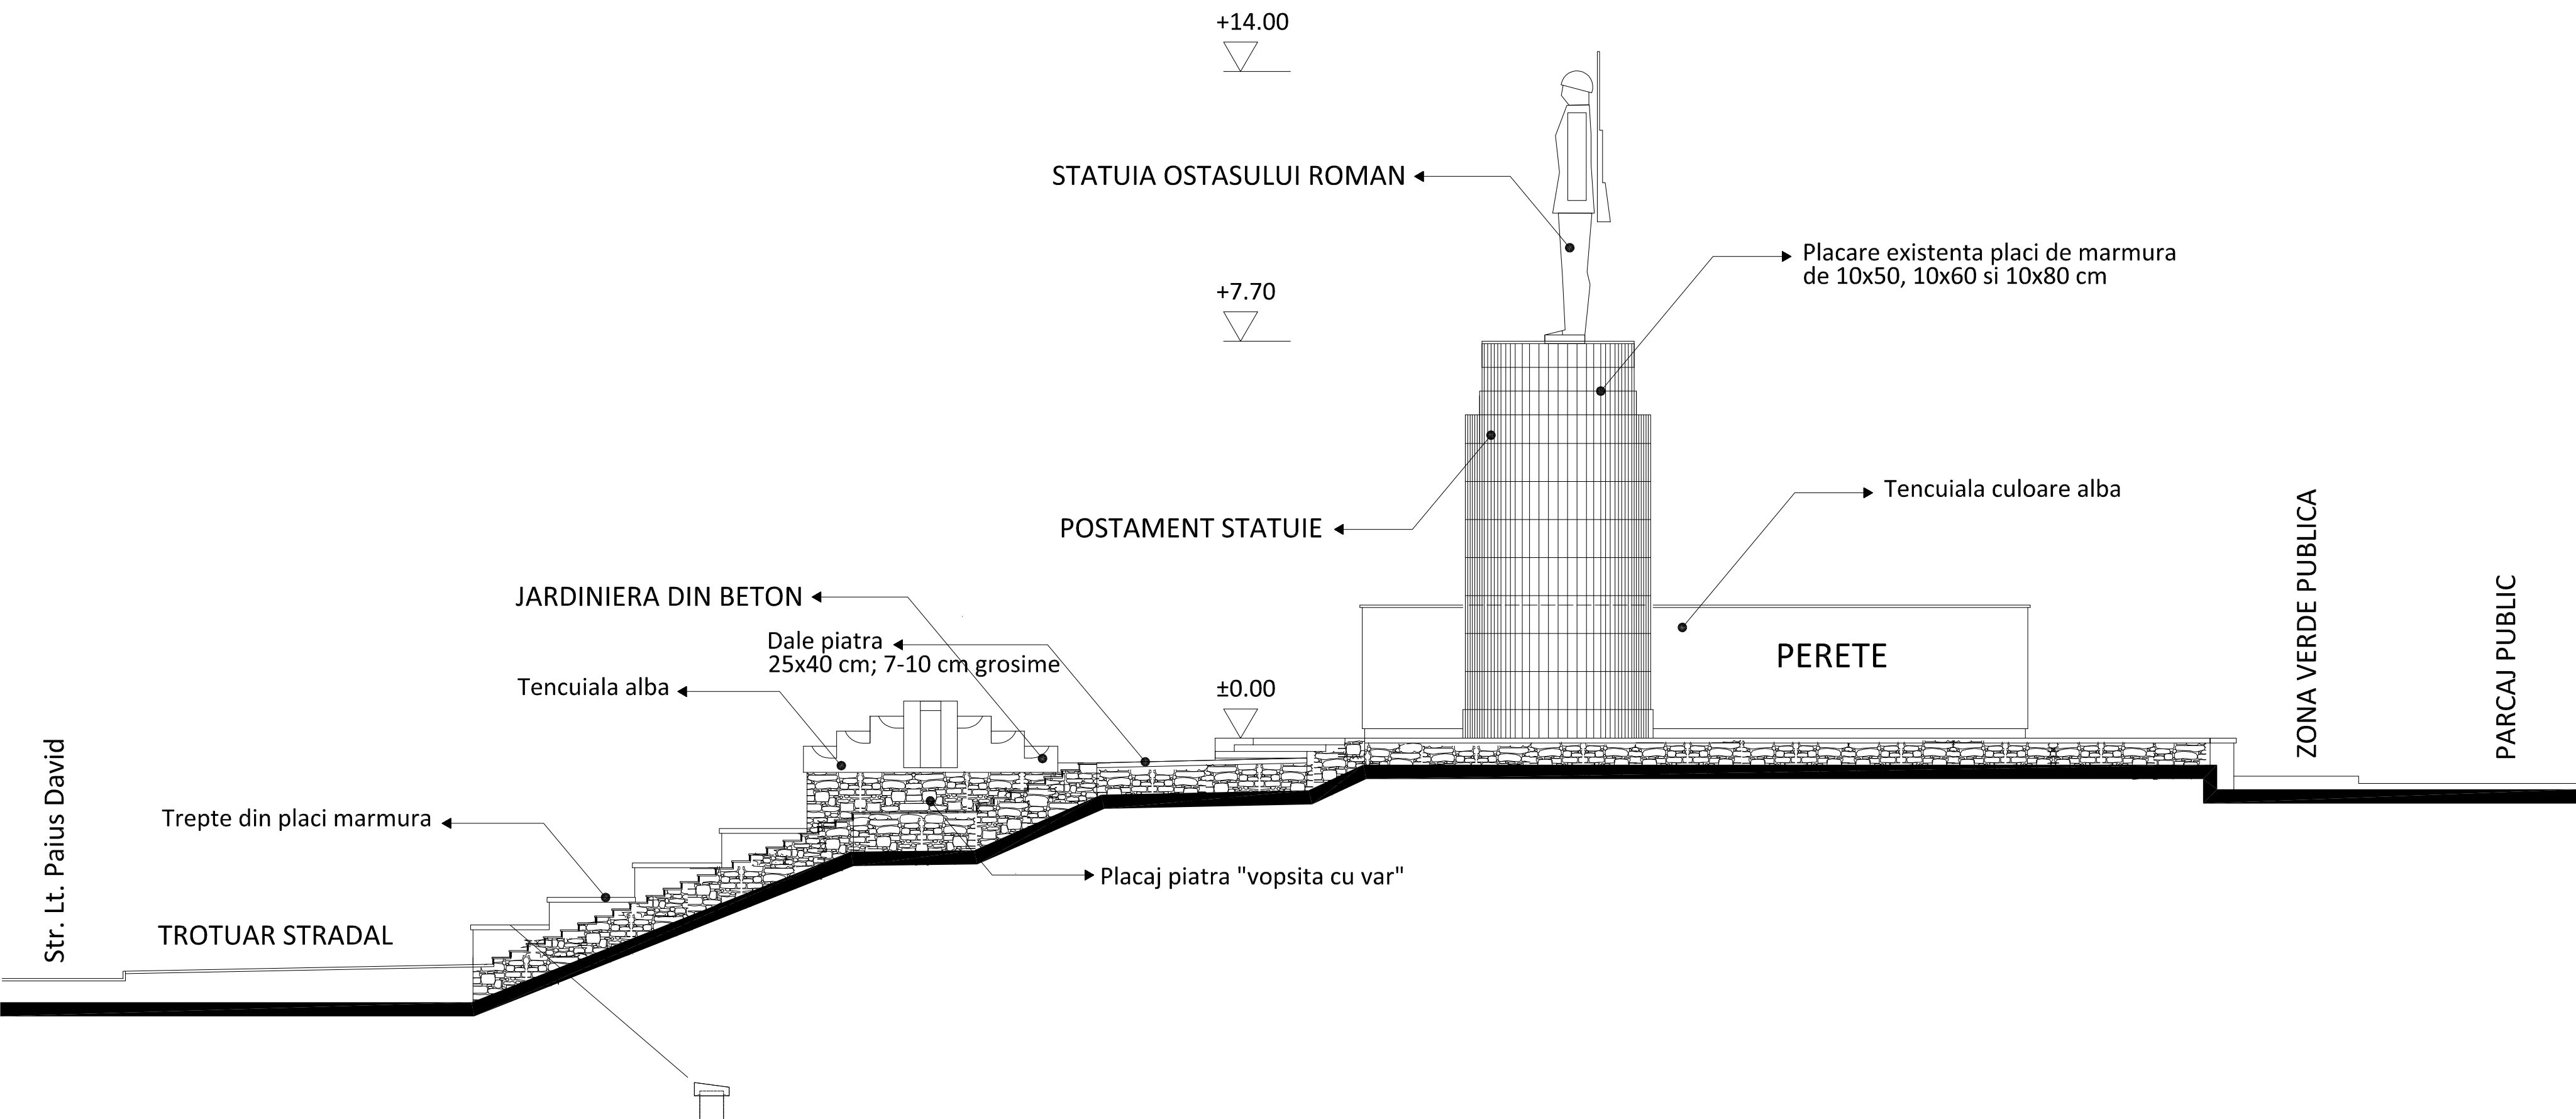 +14.00
STATUIA OSTASULUI ROMAN
Placare existenta placi de marmura
de 10x50, 10x60 si 10x80 cm
+7.70
Tencuiala culoare alba
POSTAMENT STATUIE
JARDINIERA DIN BETON
Dale piatra
25x40 cm; 7-10 cm grosime
Tencuiala alba
±0.00
PERETE
ZONA VERDE PUBLICA
PARCAJ PUBLIC
Str. Lt. Paius David
Trepte din placi marmura
Placaj piatra "vopsita cu var"
TROTUAR STRADAL